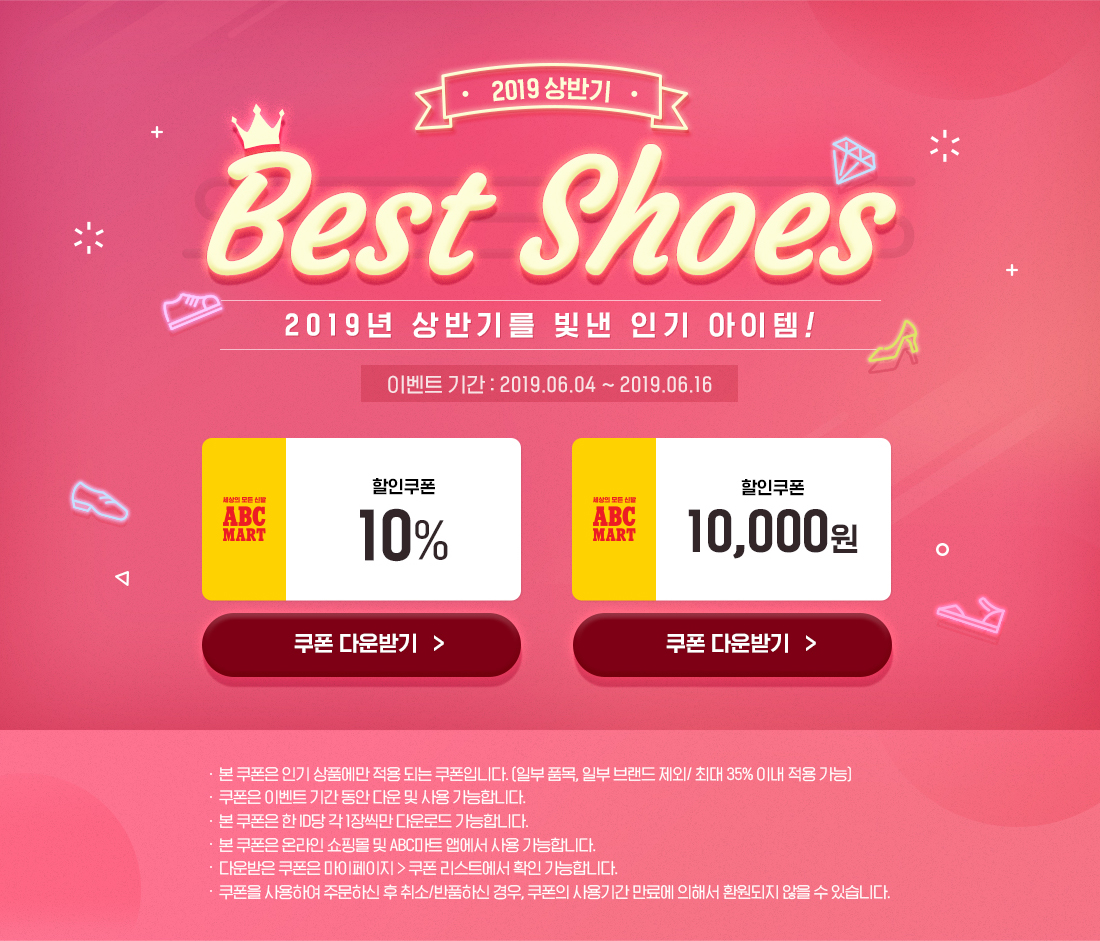 2019 상반기
Best Shoes
2019년 상반기를 빛낸 인기 아이템!
이벤트 기간 : 2019.06.04 ~ 2019.06.16
세상의 모든 신발
ABC
MART
할인쿠폰
10%
세상의 모든 신발
ABC
MART
할인쿠폰
10,000원
쿠폰 다운받기 >
쿠폰 다운받기 >
· 본 쿠폰은 인기 상품에만 적용 되는 쿠폰입니다. (일부 품목, 일부 브랜드 제외/ 최대 35% 이내 적용 가능)
· 쿠폰은 이벤트 기간 동안 다운 및 사용 가능합니다.
· 본 쿠폰은 한 ID당 각 1장씩만 다운로드 가능합니다.
· 본 쿠폰은 온라인 쇼핑몰 및 ABC마트 앱에서 사용 가능합니다.
· 다운받은 쿠폰은 마이페이지 > 쿠폰 리스트에서 확인 가능합니다.
· 쿠폰을 사용하여 주문하신 후 취소/반품하신 경우, 쿠폰의 사용기간 만료에 의해서 환원되지 않을 수 있습니다.